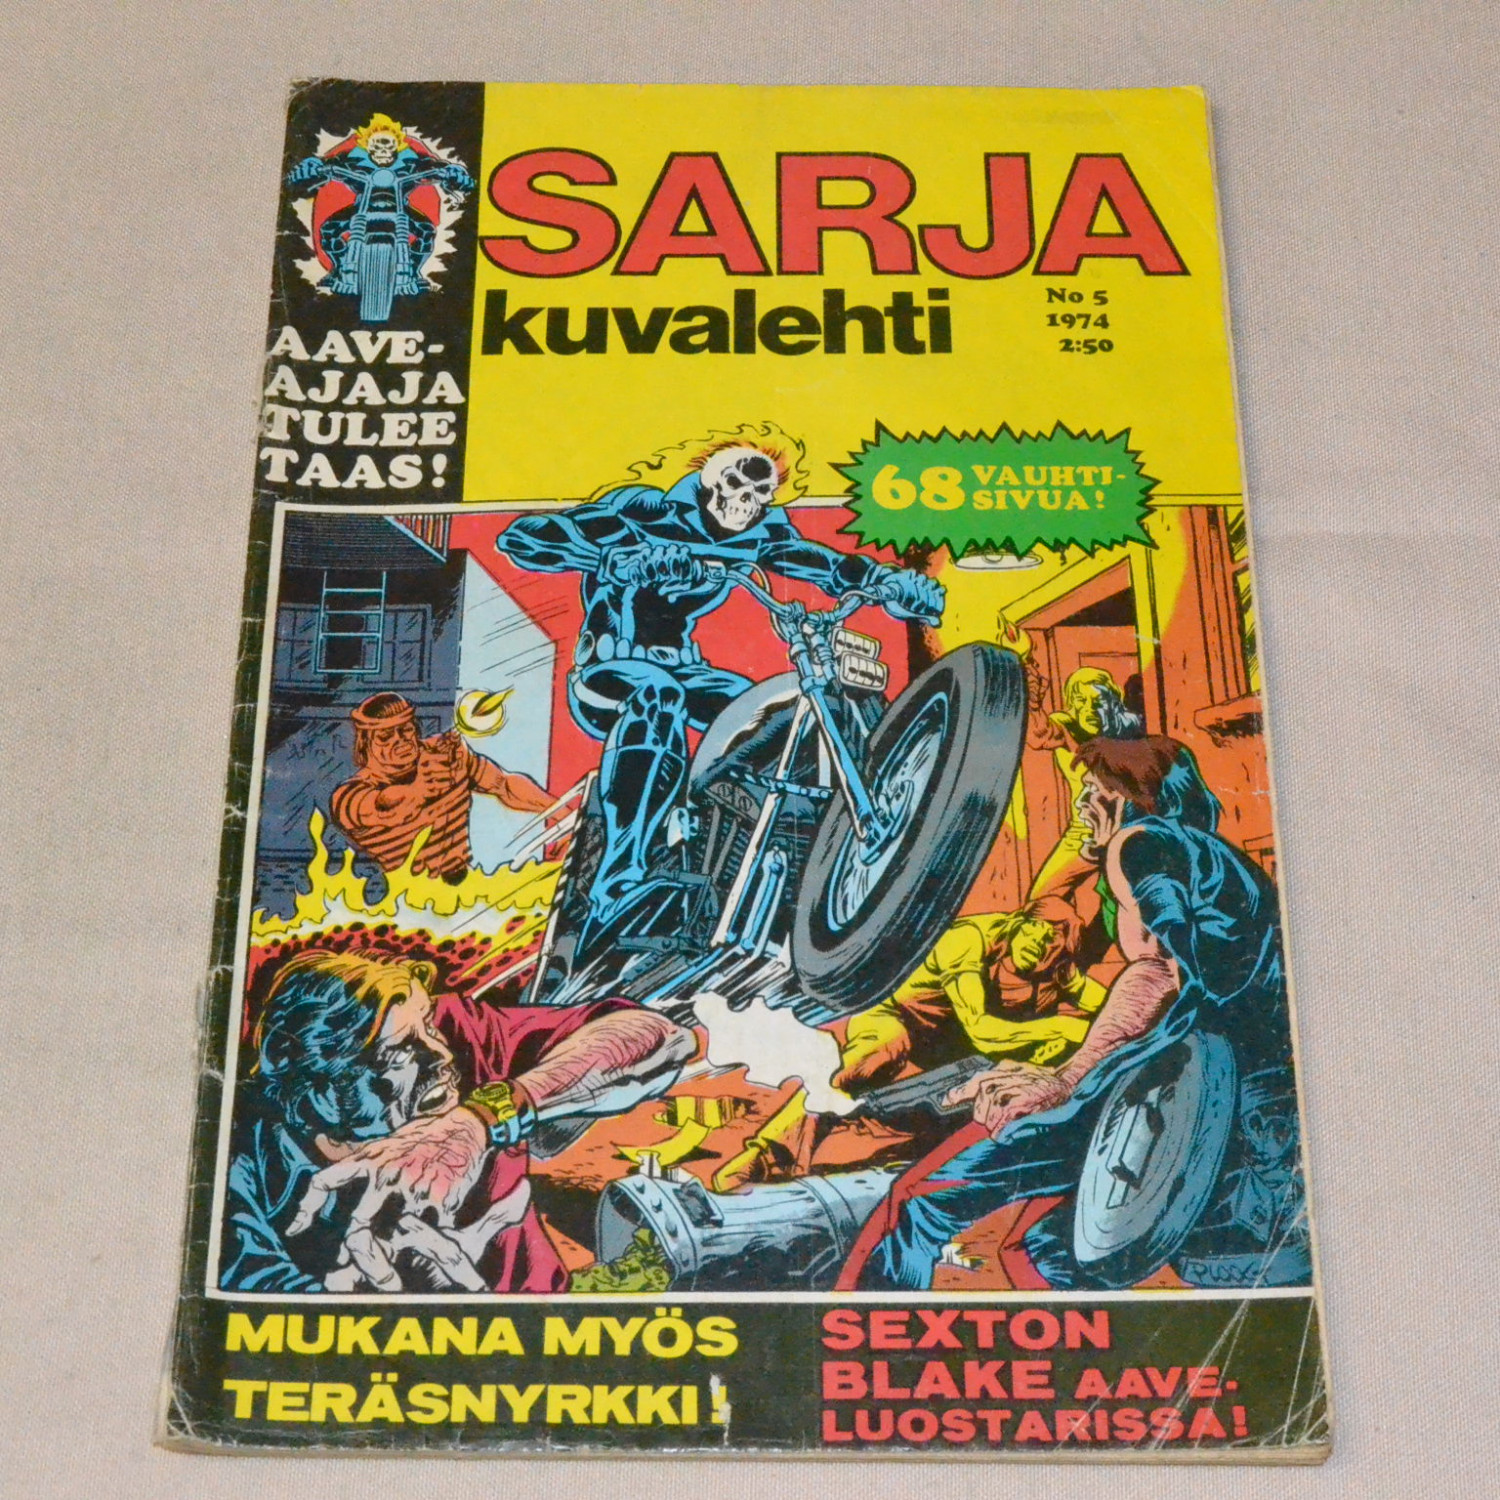 SARJA
kuvalehti
No 5
1974
2:50
AAVE-
AJAJA
TULEE
TAAS!
68 VAUHTI-
SIVUA!
PLOOG
MUKANA MYÖS
TERÄSNYRKKI!
SEXTON
BLAKE AAVE-
LUOSTARISSA!